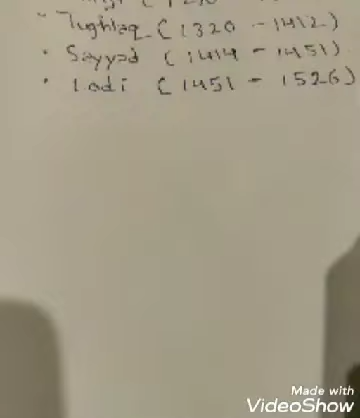 • Tughlaq (1320 - 1412)
• Sayyad (1414 - 1451)
• Lodi (1451 - 1526)
Made with
VideoShow